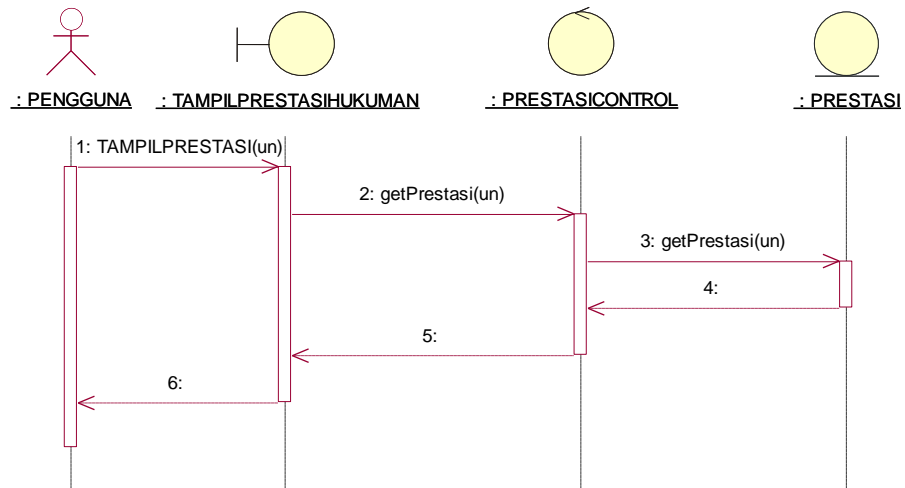 : PENGGUNA
: TAMPILPRESTASIHUKUMAN
: PRESTASICONTROL
: PRESTASI
1: TAMPILPRESTASI(un)
2: getPrestasi(un)
3: getPrestasi(un)
4:
5:
6: